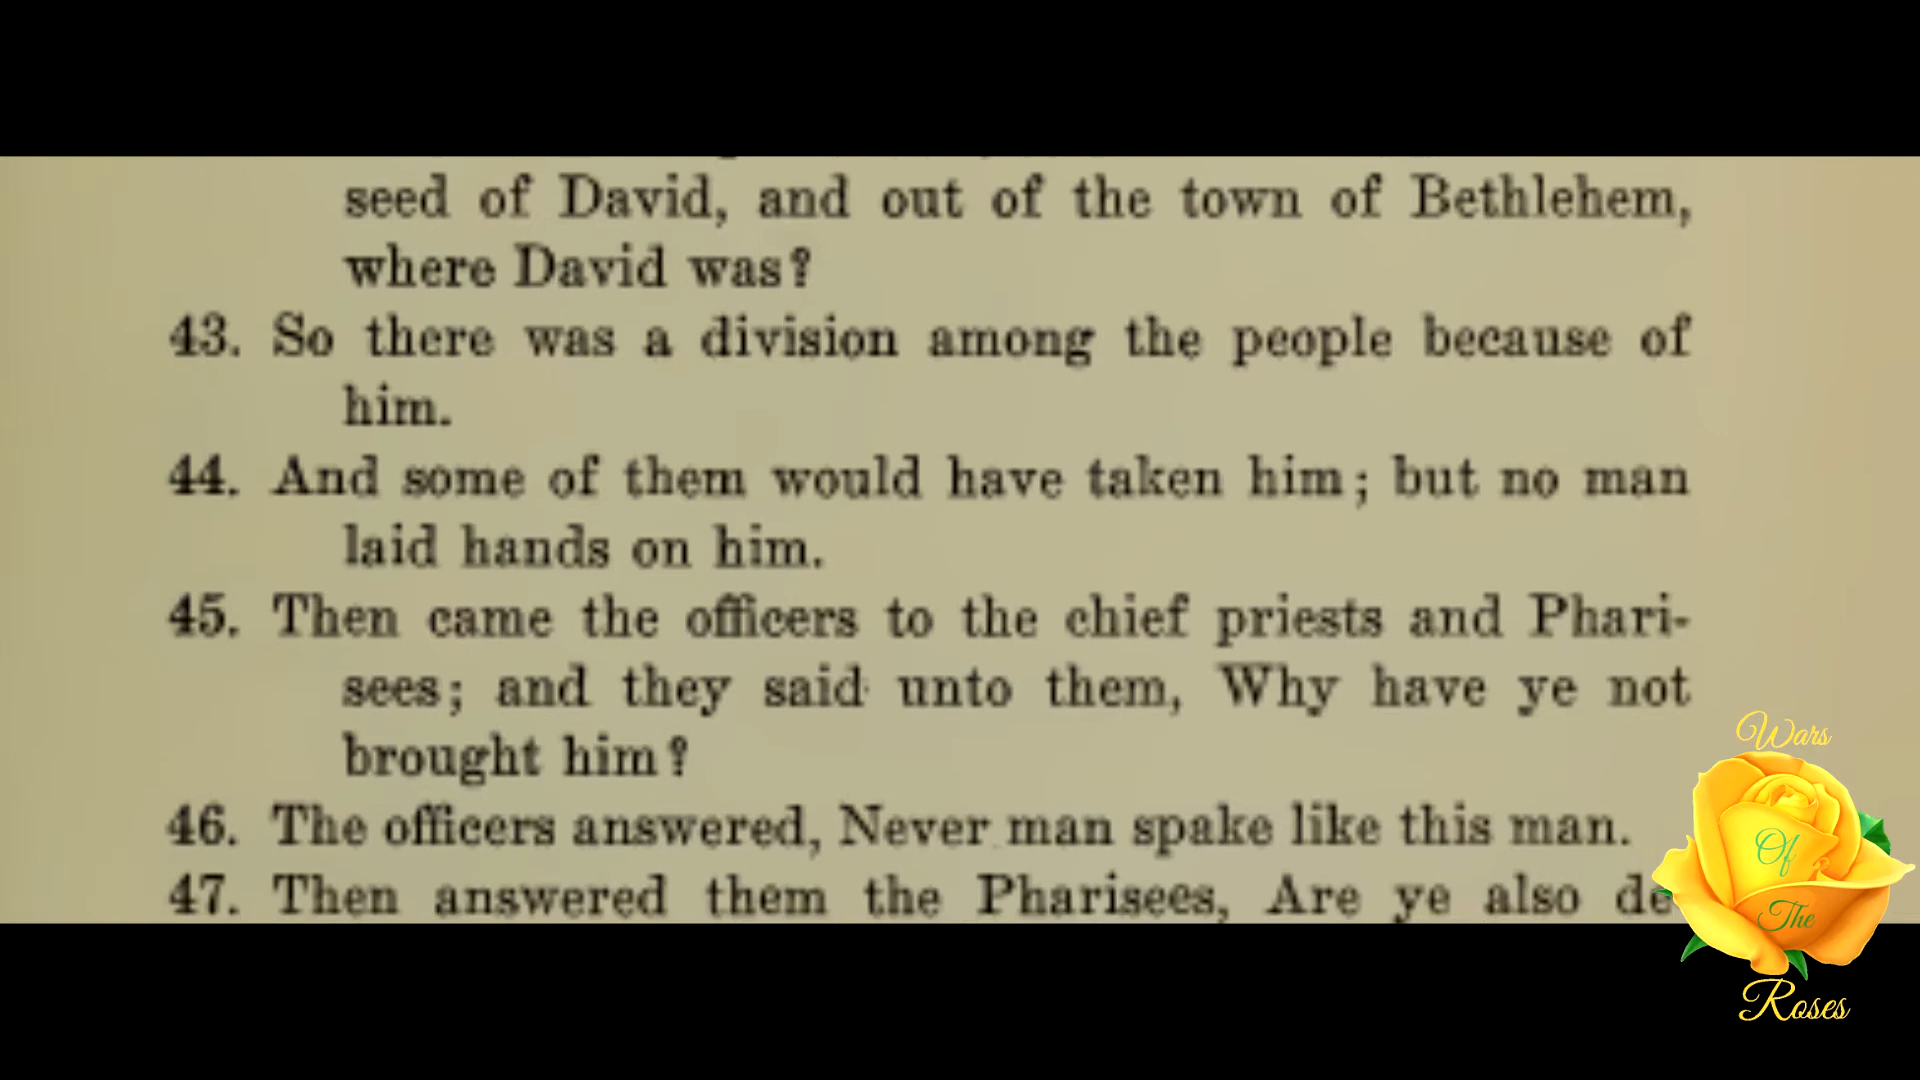 seed of David, and out of the town of Bethlehem,
where David was?
43. So there was a division among the people because of
him.
44. And some of them would have taken him; but no man
laid hands on him.
45. Then came the officers to the chief priests and Phari-
sees; and they said unto them, Why have ye not
brought him?
46. The officers answered, Never man spake like this man.
47. Then answered them the Pharisees, Are ye also de
Wars
Of
The
Roses